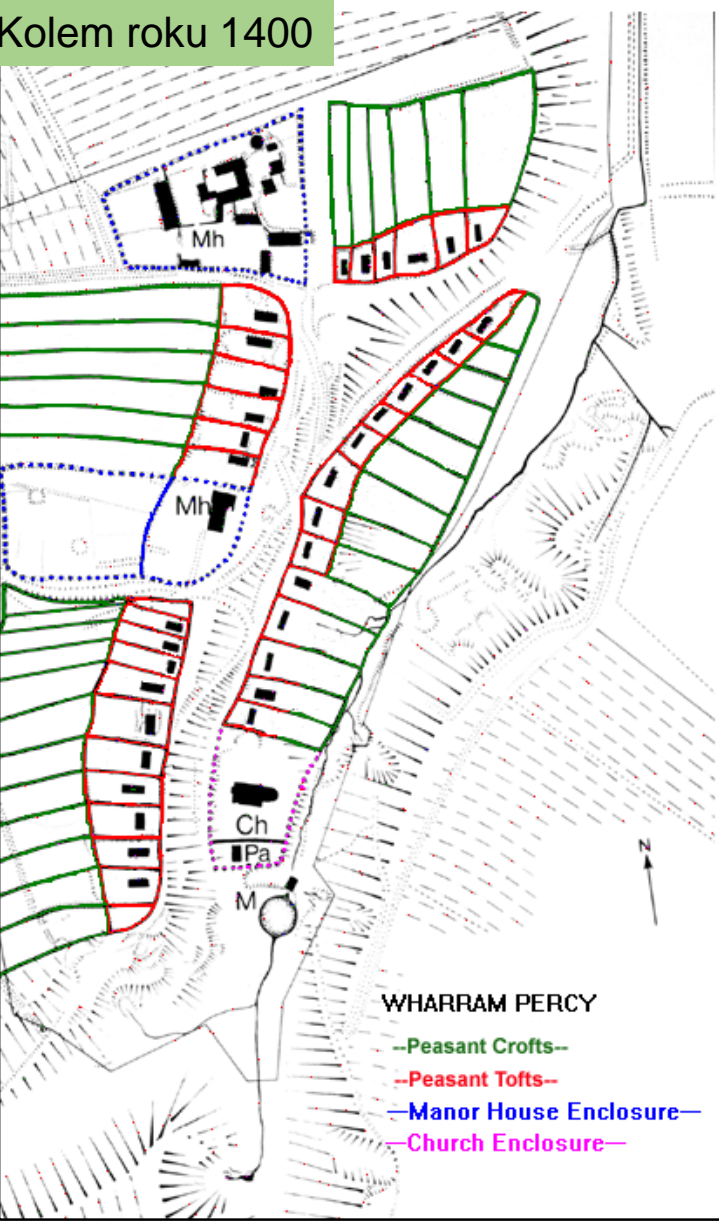 Kolem roku 1400
Mh
Mh
Ch
Pa
M
N
WHARRAM PERCY
--Peasant Crofts--
--Peasant Tofts--
—Manor House Enclosure—
—Church Enclosure—